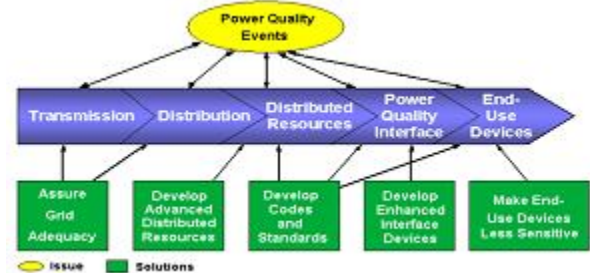 Power Quality
Events
Transmission
Distribution
Distributed
Resources
Power
Quality
Interface
End-
Use
Devices
Assure
Grid
Adequacy
Develop
Advanced
Distributed
Resources
Develop
Codes
and
Standards
Develop
Enhanced
Interface
Devices
Make End-
Use Devices
Less Sensitive
Issue
Solutions